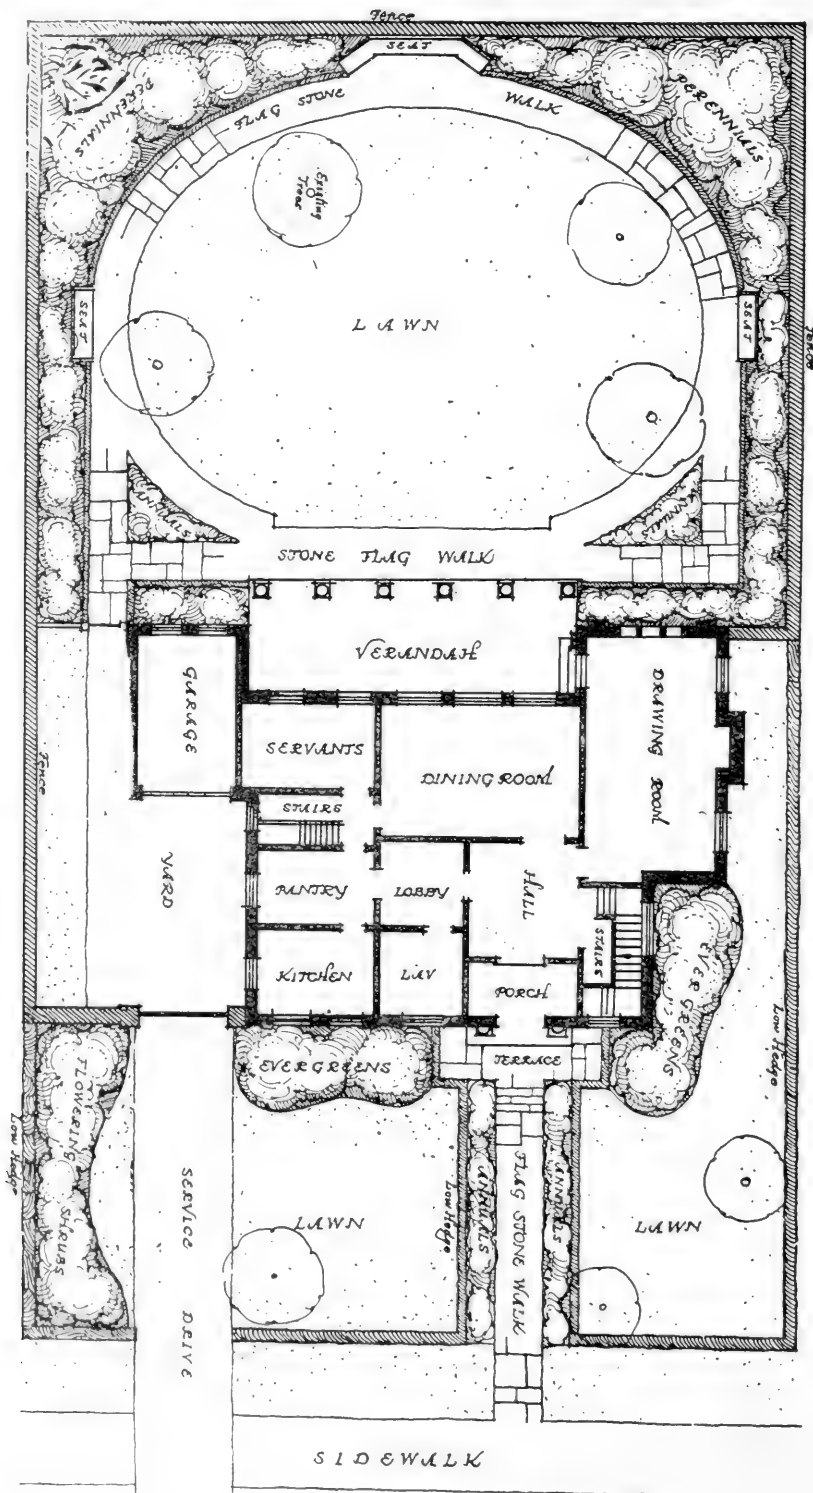 Fence
SEAT
PERENNIALS
FLAG STONE
WALK
PERENNIALS
Existing
Trees
LAWN
SEAT
SEAT
Fence
ANNUALS
ANNUALS
STONE FLAG WALK
VERANDAH
GARAGE
DRAWING ROOM
SERVANTS
DINING ROOM
Fence
STAIRS
YARD
PANTRY
LOBBY
HALL
STAIRS
KITCHEN
LAV
PORCH
EVERGREENS
Low Hedge
EVERGREENS
TERRACE
FLOWERING
SHRUBS
Low Hedge
SERVICE DRIVE
LAWN
Low Hedge
ANNUALS
FLAG STONE WALK
ANNUALS
LAWN
SIDEWALK